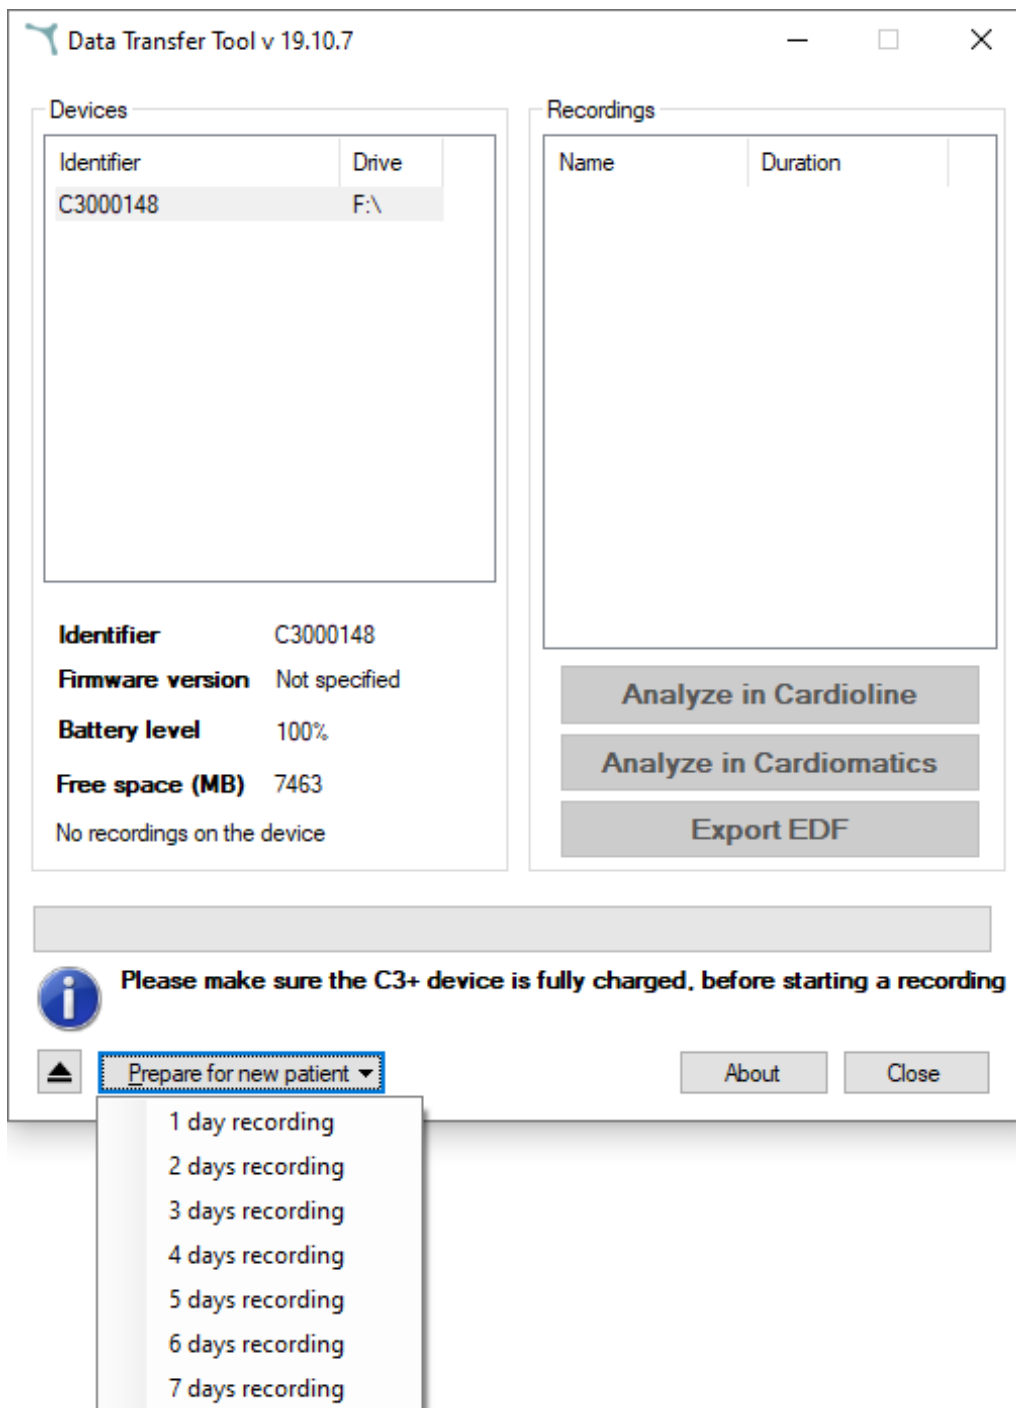 Data Transfer Tool v 19.10.7
Devices
Identifier Drive
C3000148 F:\
Identifier C3000148
Firmware version Not specified
Battery level 100%
Free space (MB) 7463
No recordings on the device
Recordings
Name Duration
Analyze in Cardioline
Analyze in Cardiomatics
Export EDF
Please make sure the C3+ device is fully charged, before starting a recording
Prepare for new patient
About
Close
1 day recording
2 days recording
3 days recording
4 days recording
5 days recording
6 days recording
7 days recording